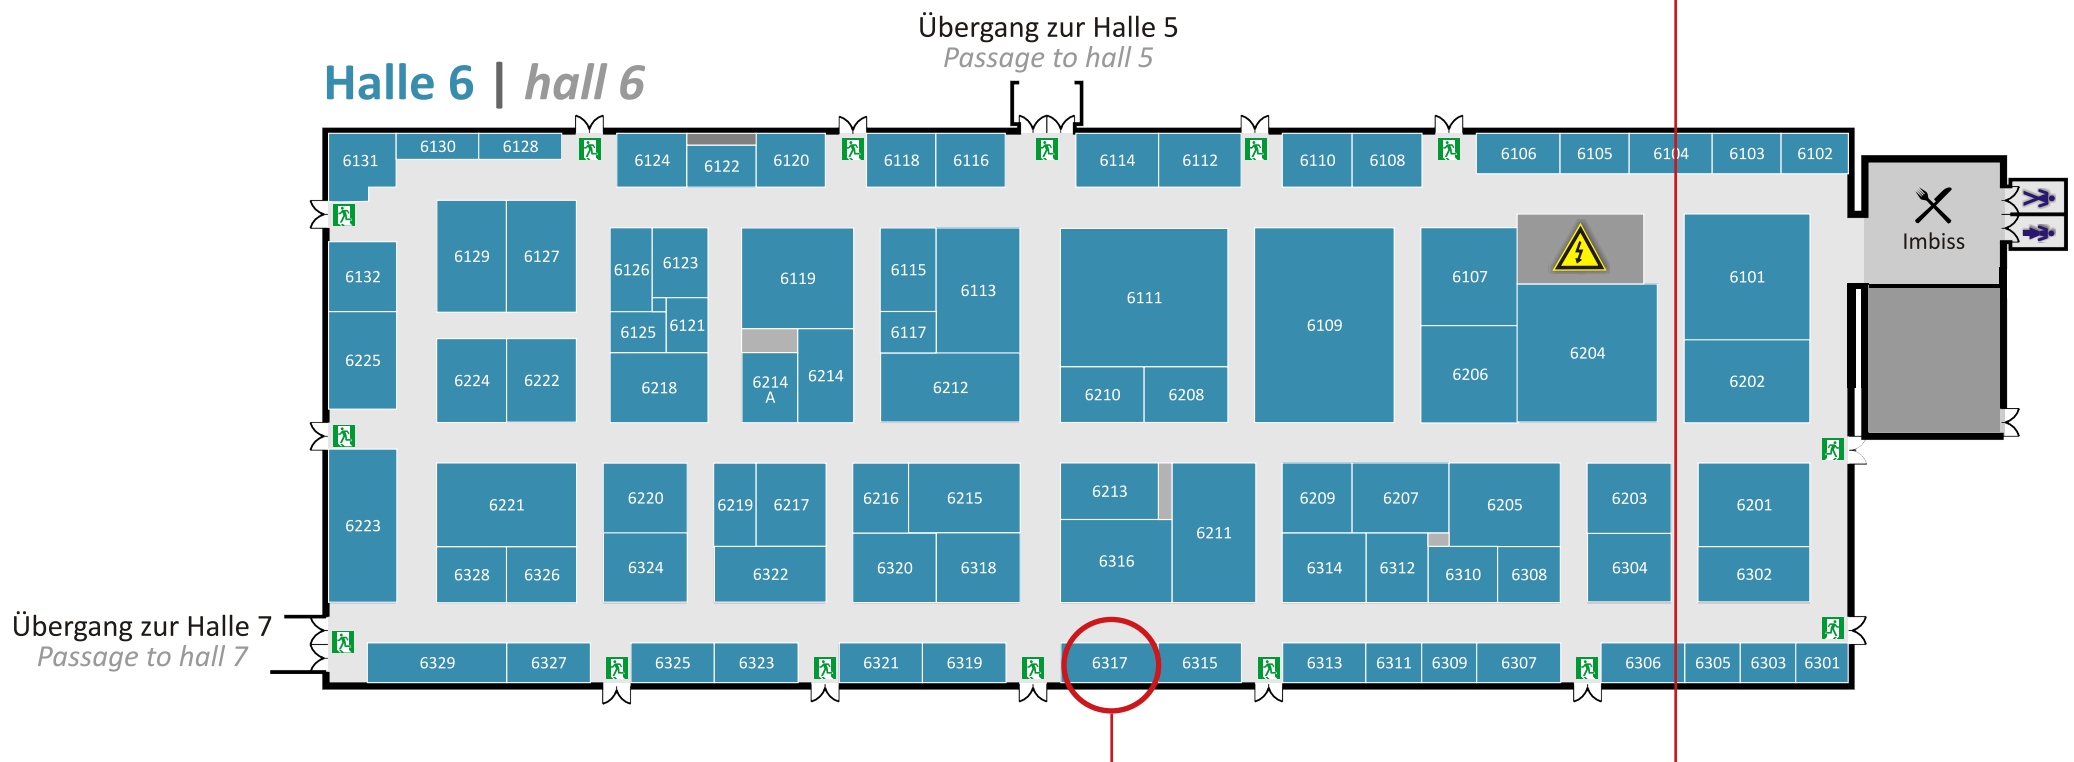 Übergang zur Halle 5
Passage to hall 5
Halle 6 | hall 6
6131 6130 6128 6124 6122 6120 6118 6116 6114 6112 6110 6108 6106 6105 6104 6103 6102
Imbiss
6129 6127 6126 6123 6119 6115 6113 6111 6109 6107 6101
6132
6125 6121 6117
6225 6224 6222 6218 6214 A 6214 6212 6210 6208 6206 6204 6202
6223 6221 6220 6219 6217 6216 6215 6213 6211 6209 6207 6205 6203 6201
6328 6326 6324 6322 6320 6318 6316 6314 6312 6310 6308 6304 6302
Übergang zur Halle 7
Passage to hall 7
6329 6327 6325 6323 6321 6319 6317 6315 6313 6311 6309 6307 6306 6305 6303 6301